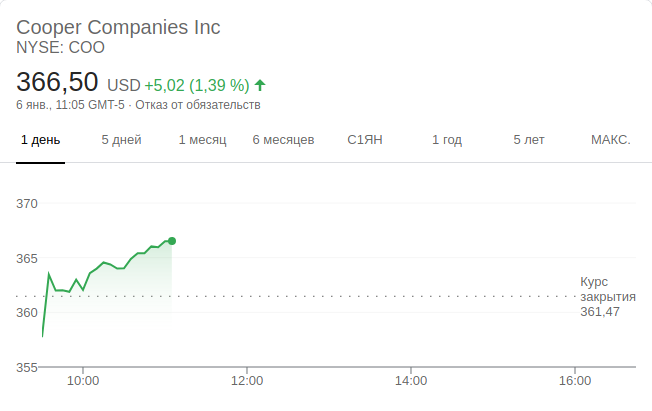 Cooper Companies Inc
NYSE: COO
366,50 USD +5,02 (1,39 %)
6 янв., 11:05 GMT-5 · Отказ от обязательств
1 день 5 дней 1 месяц 6 месяцев С1ЯН 1 год 5 лет МАКС.
370
365
Курс
закрытия
361,47
360
355
10:00 12:00 14:00 16:00